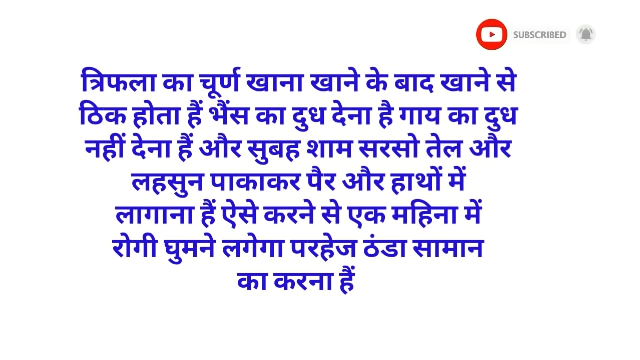 SUBSCRIBED
त्रिफला का चूर्ण खाना खाने के बाद खाने से
ठिक होता हैं भैंस का दुध देना है गाय का दुध
नहीं देना हैं और सुबह शाम सरसो तेल और
लहसुन पाकाकर पैर और हाथों में
लागाना हैं ऐसे करने से एक महिना में
रोगी घुमने लगेगा परहेज ठंडा सामान
का करना हैं